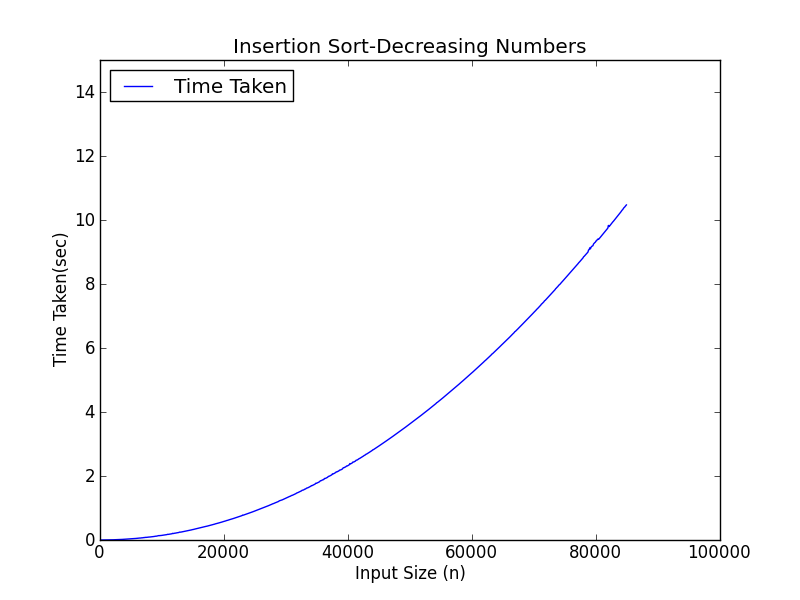 Insertion Sort-Decreasing Numbers
Time Taken
14
12
10
8
6
4
2
0
Time Taken(sec)
0 20000 40000 60000 80000 100000
Input Size (n)